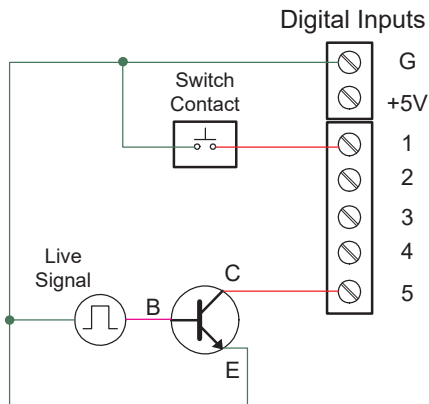 Digital Inputs
G
+5V
Switch
Contact
1
2
3
4
5
Live
Signal
B
C
E